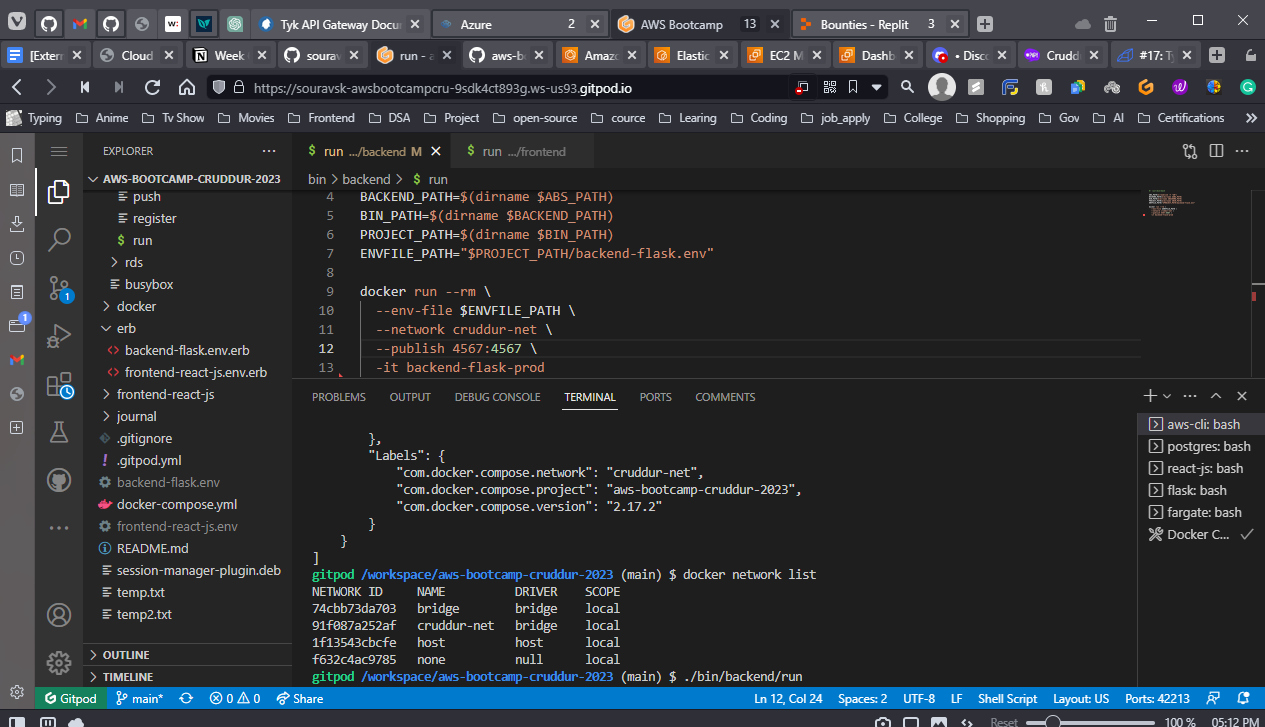 Tyk API Gateway Docu
Azure
2
AWS Bootcamp
13
Bounties - Replit
3
[Exterr
Cloud
Week
sourav
run - a
aws-b
Amaz
Elastic
EC2 M
Dashb
• Disc
Crudd
#17: Ty
https://souravsk-awsbootcampcru-9sdk4ct893g.ws-us93.gitpod.io
Typing
Anime
Tv Show
Movies
Frontend
DSA
Project
open-source
cource
Learing
Coding
job_apply
College
Shopping
Gov
AI
Certifications
EXPLORER
AWS-BOOTCAMP-CRUDDUR-2023
push
register
run
rds
busybox
docker
erb
backend-flask.env.erb
frontend-react-js.env.erb
frontend-react-js
journal
.gitignore
.gitpod.yml
backend-flask.env
docker-compose.yml
frontend-react-js.env
README.md
session-manager-plugin.deb
temp.txt
temp2.txt
OUTLINE
TIMELINE
run .../backend M
run .../frontend
bin > backend > $ run
4 BACKEND_PATH=$(dirname $ABS_PATH)
5 BIN_PATH=$(dirname $BACKEND_PATH)
6 PROJECT_PATH=$(dirname $BIN_PATH)
7 ENVFILE_PATH="$PROJECT_PATH/backend-flask.env"
8
9 docker run --rm \
10 --env-file $ENVFILE_PATH \
11 --network cruddur-net \
12 --publish 4567:4567 \
13 -it backend-flask-prod
PROBLEMS
OUTPUT
DEBUG CONSOLE
TERMINAL
PORTS
COMMENTS
},
"Labels": {
"com.docker.compose.network": "cruddur-net",
"com.docker.compose.project": "aws-bootcamp-cruddur-2023",
"com.docker.compose.version": "2.17.2"
}
}
]
gitpod /workspace/aws-bootcamp-cruddur-2023 (main) $ docker network list
NETWORK ID NAME DRIVER SCOPE
74cbb73da703 bridge bridge local
91f087a252af cruddur-net bridge local
1f13543cbcfe host host local
f632c4ac9785 none null local
gitpod /workspace/aws-bootcamp-cruddur-2023 (main) $ ./bin/backend/run
aws-cli: bash
postgres: bash
react-js: bash
flask: bash
fargate: bash
Docker C...
Gitpod
main*
0
0
Share
Ln 12, Col 24
Spaces: 2
UTF-8
LF
Shell Script
Layout: US
Ports: 42213
Reset
100 %
05:12 PM